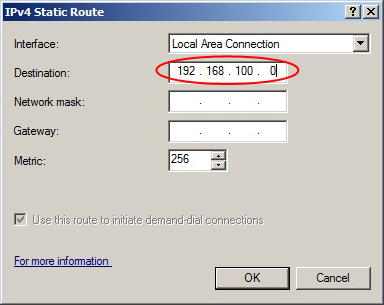 IPv4 Static Route
Interface: Local Area Connection
Destination: 192 . 168 . 100 . 0
Network mask: . . .
Gateway: . . .
Metric: 256
Use this route to initiate demand-dial connections
For more information
OK Cancel